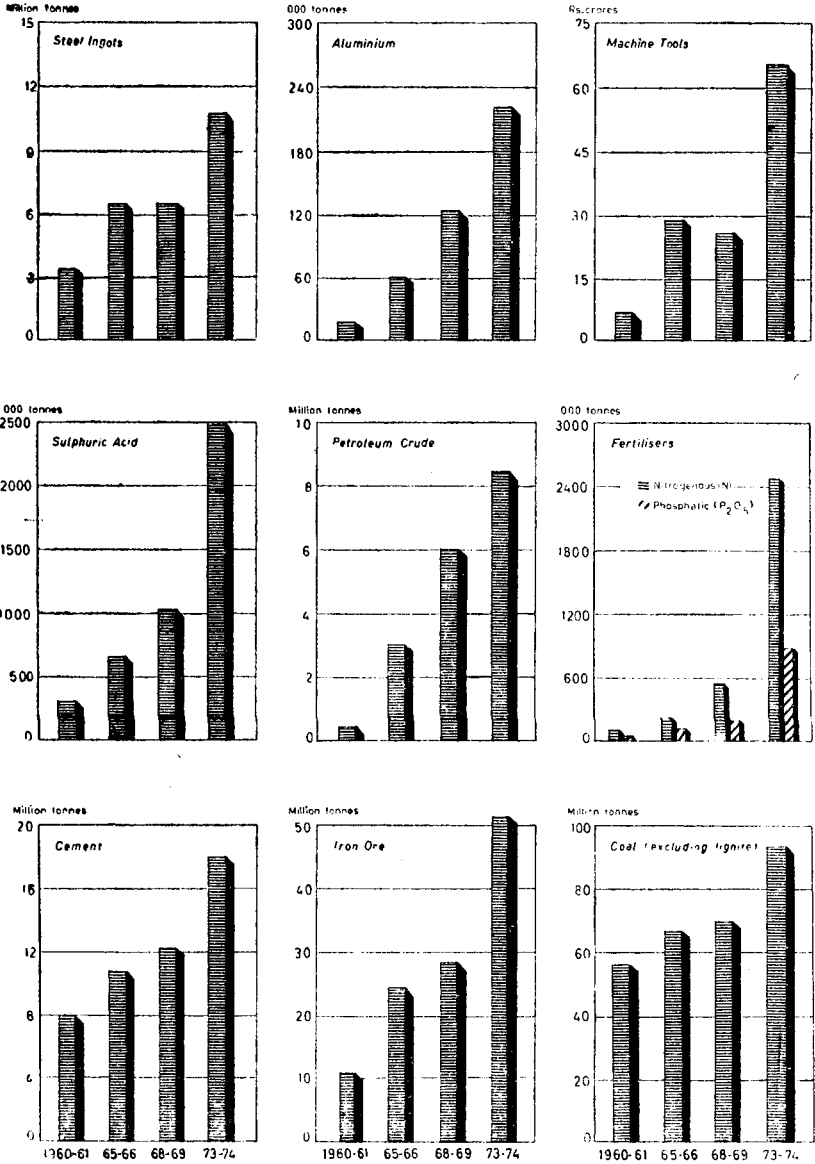 Million tonnes
15
12
9
6
3
0
Steel Ingots
000 tonnes
300
240
180
120
60
0
Aluminium
Rs. crores
75
60
45
30
15
0
Machine Tools
000 tonnes
2500
2000
1500
1000
500
0
Sulphuric Acid
Million tonnes
10
8
6
4
2
0
Petroleum Crude
000 tonnes
3000
2400
1800
1200
600
0
Fertilisers
Nitrogenous (N)
Phosphatic (P2O5)
Million tonnes
20
16
12
8
4
0
Cement
1960-61 65-66 68-69 73-74
Million tonnes
50
40
30
20
10
0
Iron Ore
1960-61 65-66 68-69 73-74
Million tonnes
100
80
60
40
20
0
Coal (excluding lignite)
1960-61 65-66 68-69 73-74